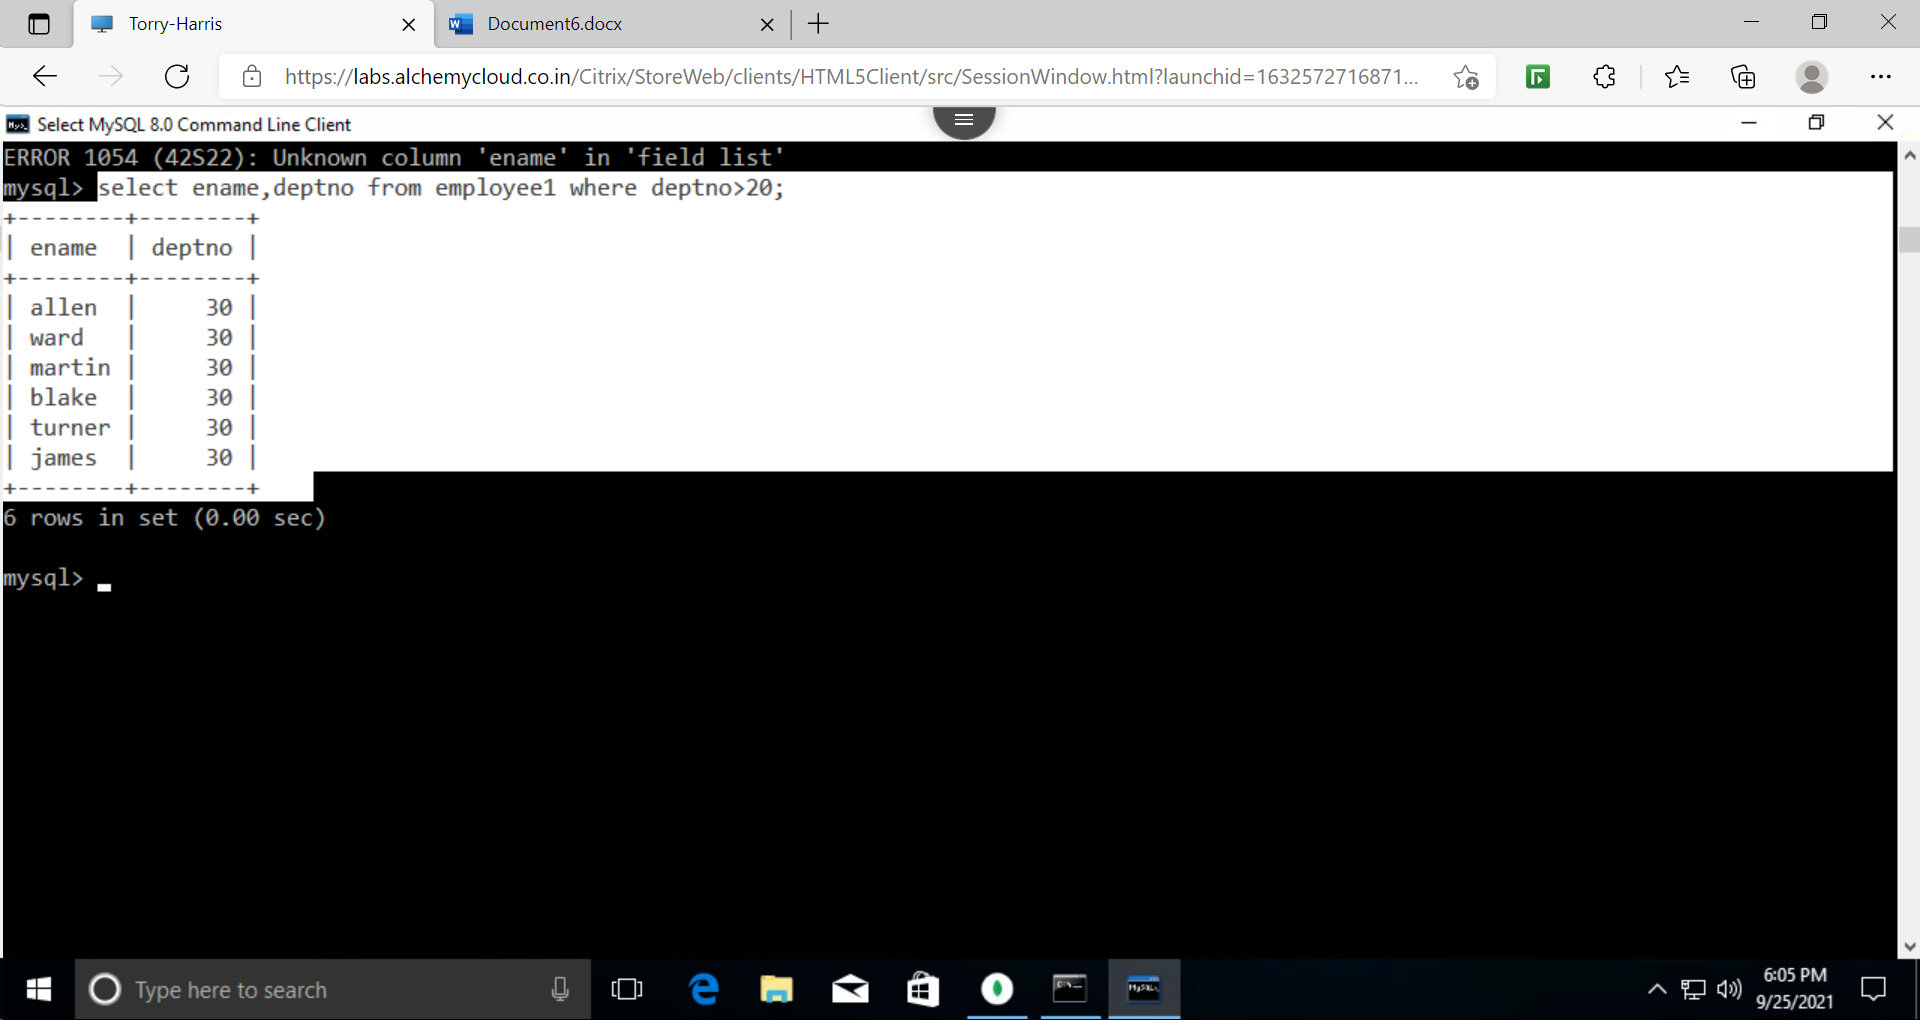 Torry-Harris
Document6.docx
https://labs.alchemycloud.co.in/Citrix/StoreWeb/clients/HTML5Client/src/SessionWindow.html?launchid=1632572716871...
Select MySQL 8.0 Command Line Client
ERROR 1054 (42S22): Unknown column 'ename' in 'field list'
mysql> select ename,deptno from employee1 where deptno>20;
+--------+--------+
| ename  | deptno |
+--------+--------+
| allen  |     30 |
| ward   |     30 |
| martin |     30 |
| blake  |     30 |
| turner |     30 |
| james  |     30 |
+--------+--------+
6 rows in set (0.00 sec)
mysql>
Type here to search
6:05 PM
9/25/2021